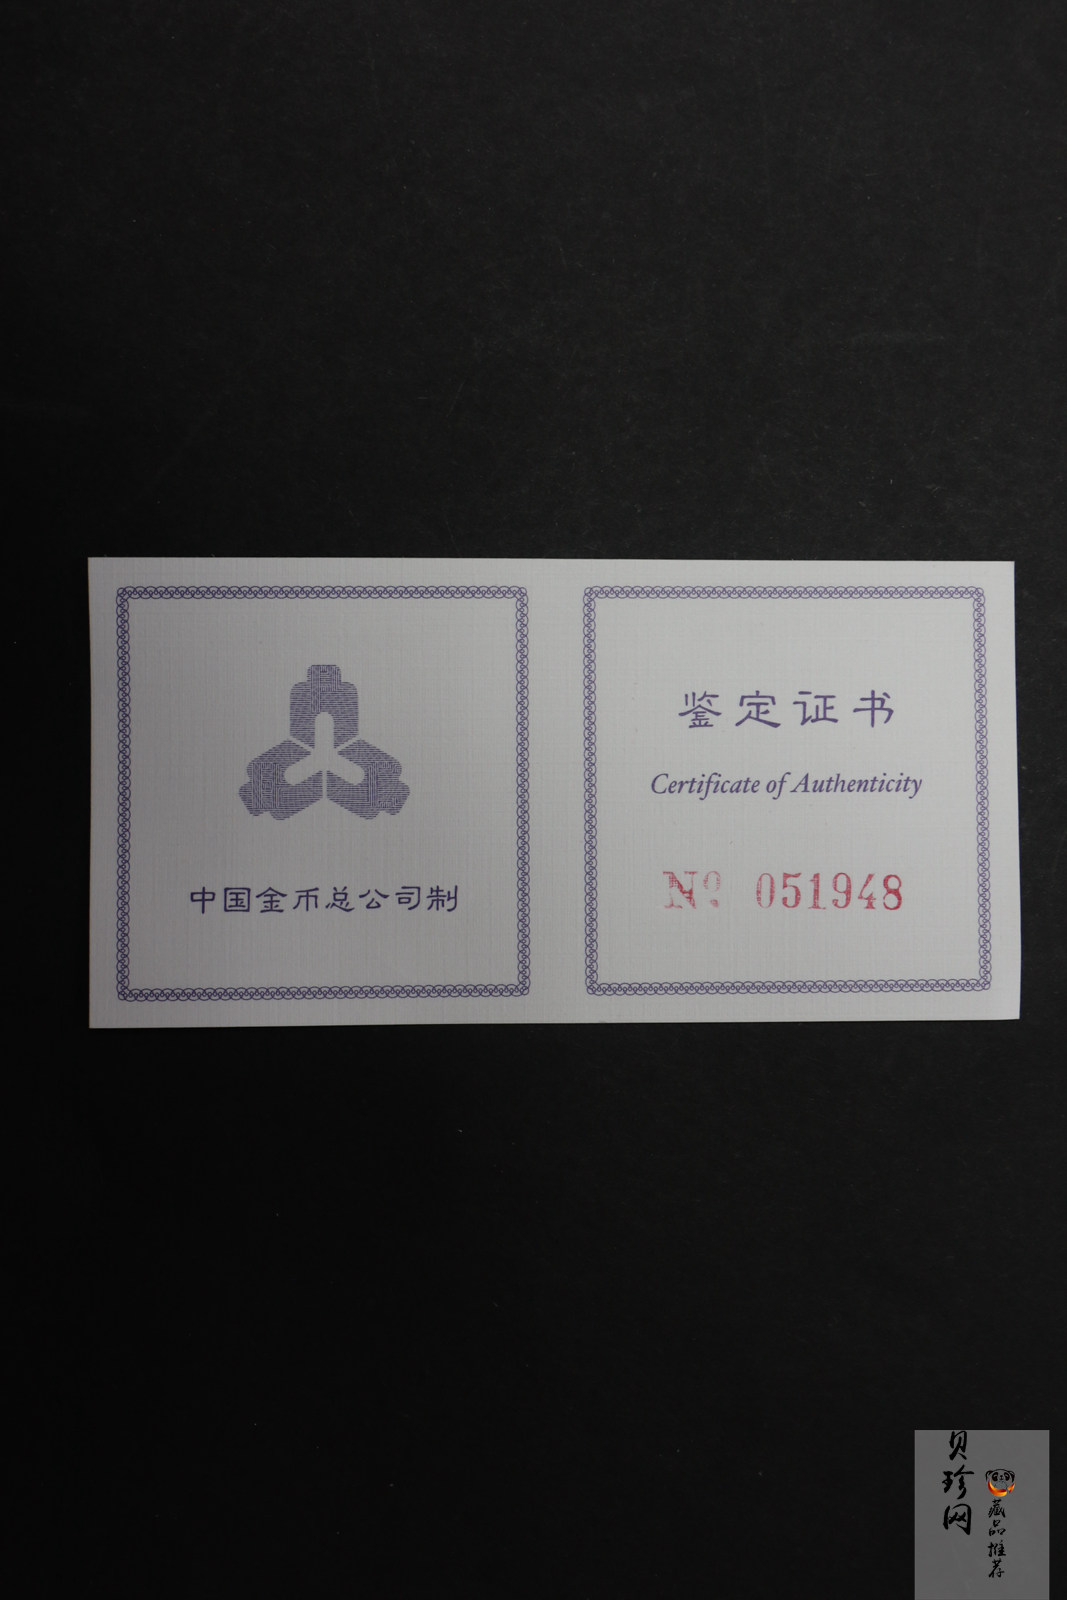 中国金币总公司制
鉴定证书
Certificate of Authenticity
Nº 051948
贝珍网
藏品推荐